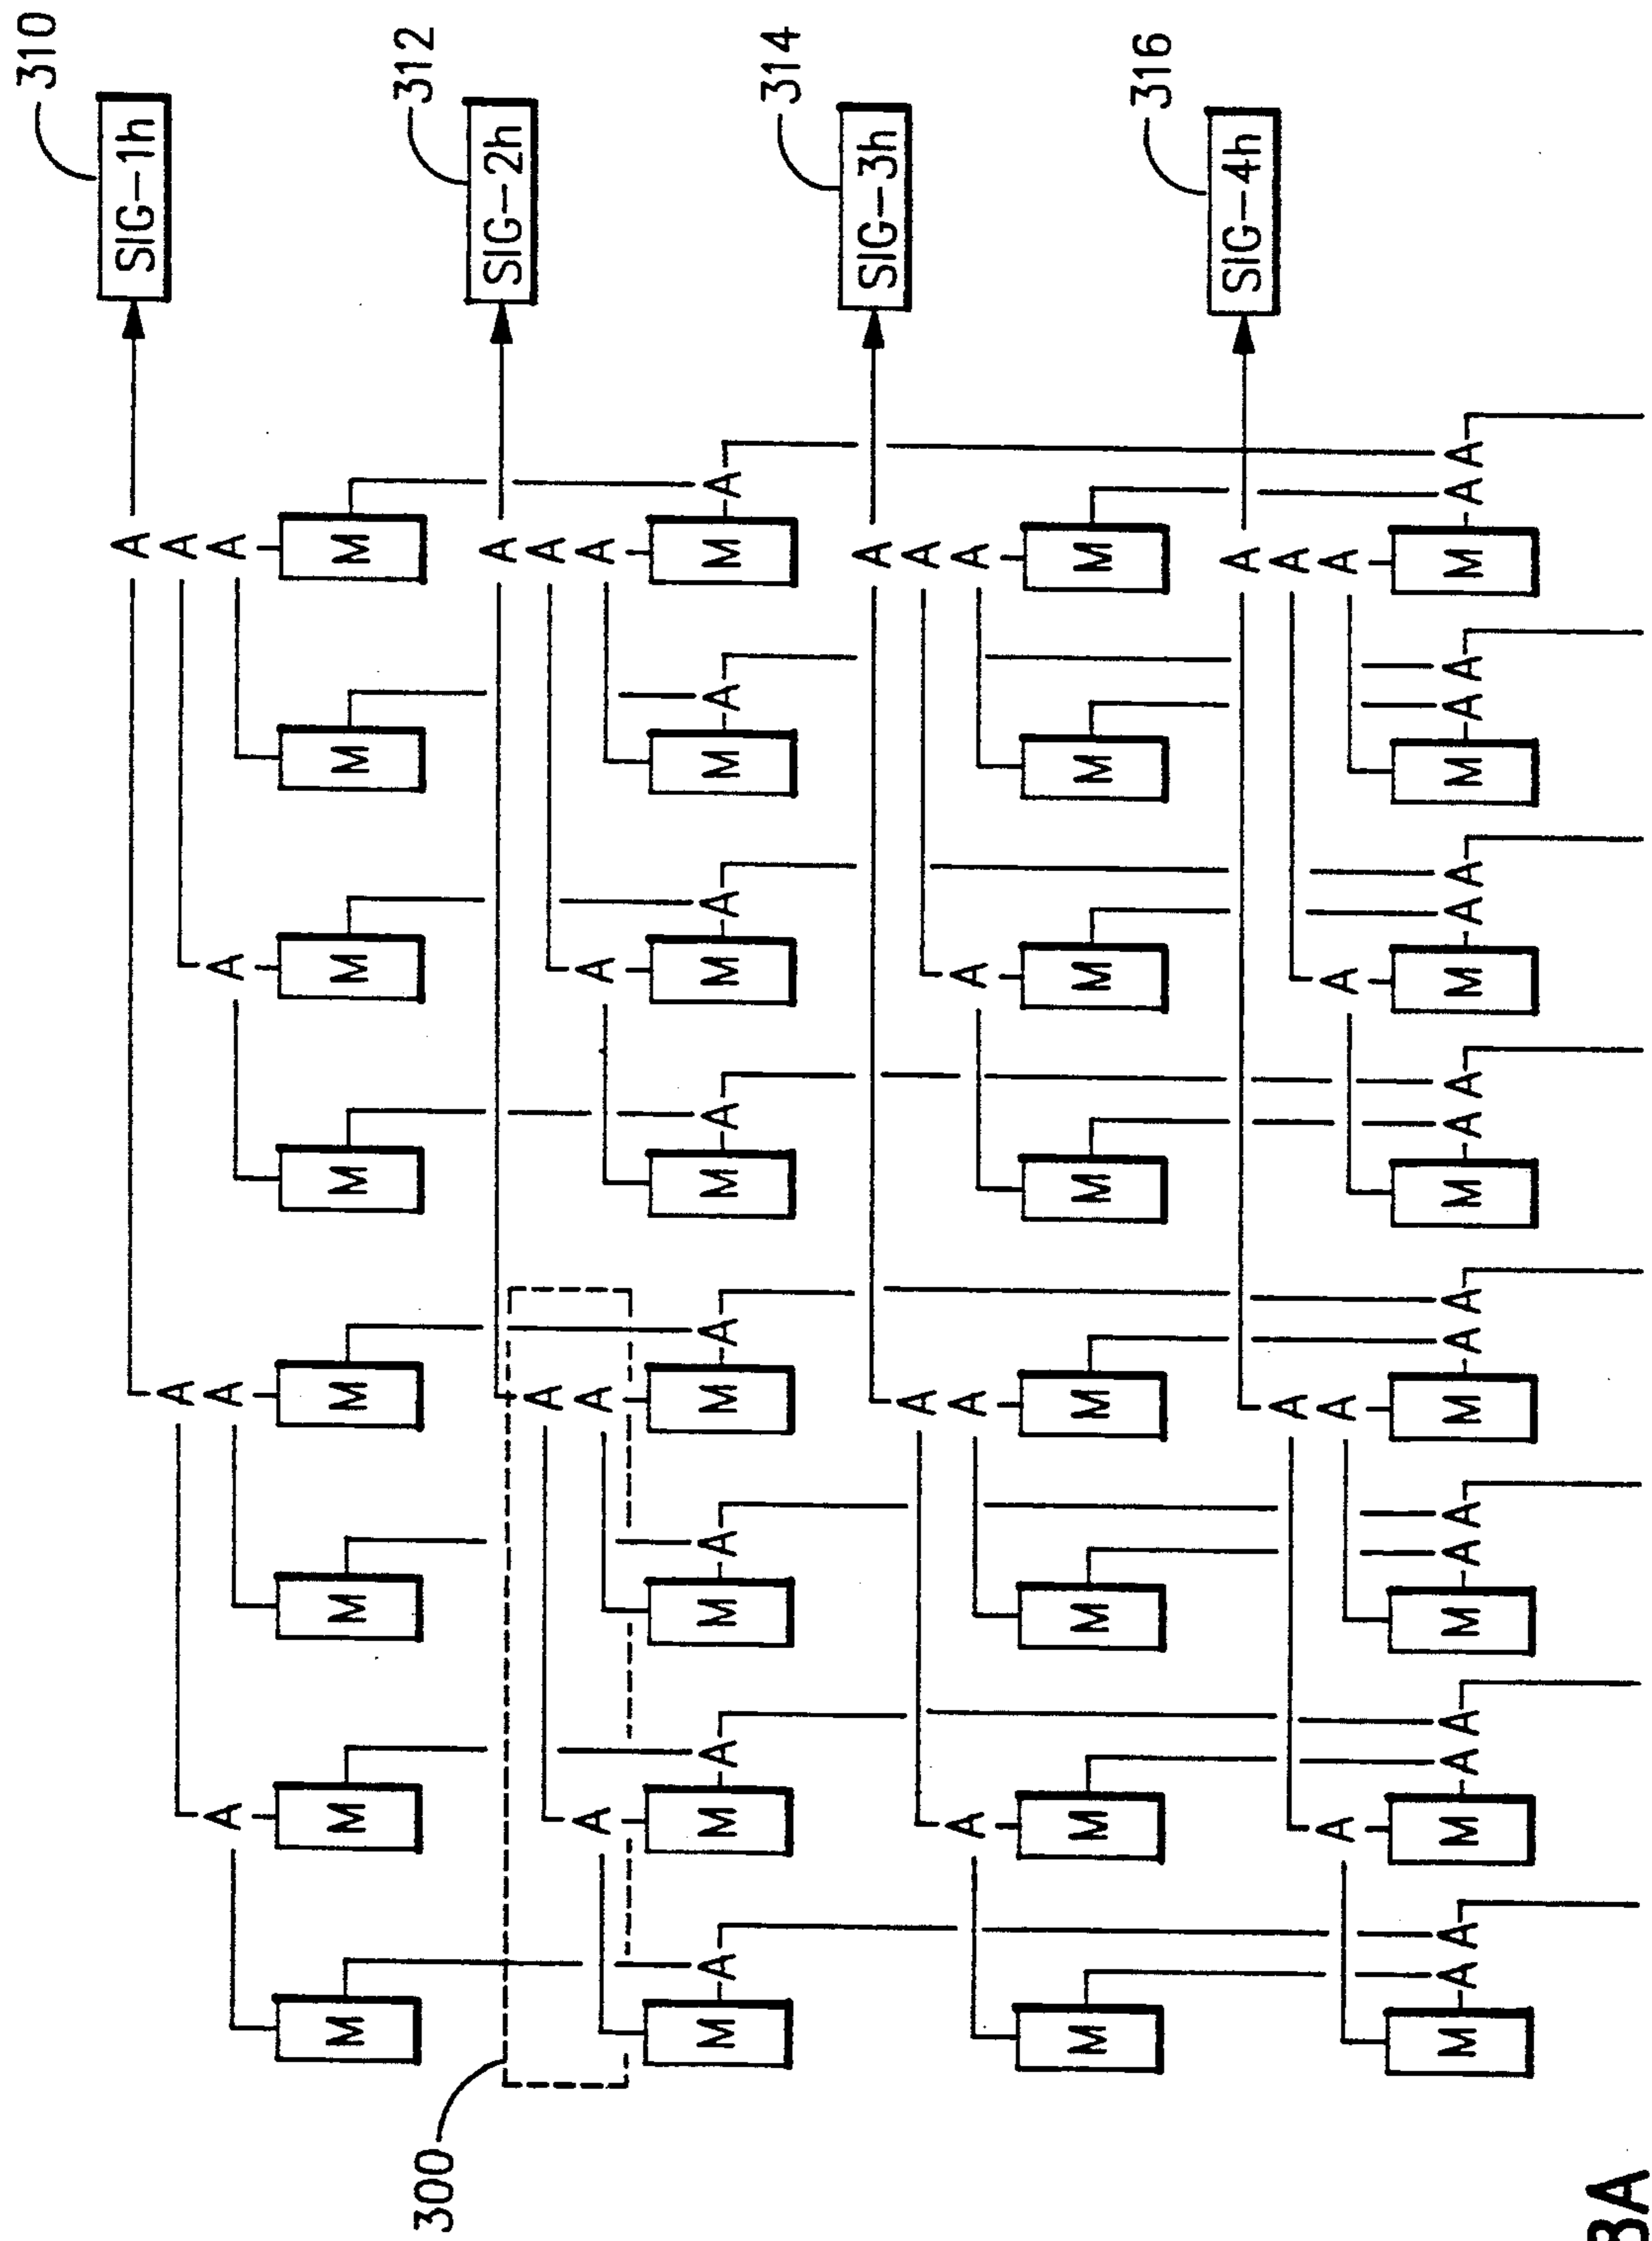 310
A SIG-1h
A A
A A A A
M M M M M M M M
312
300
A SIG-2h
A A
A A A A
M A M A M A M A M A M A M A M A
314
A SIG-3h
A A
A A A A
M M M M M M M M
316
A SIG-4h
A A
A A A A
M A A M A A M A A M A A M A A M A A M A A M A A
3A